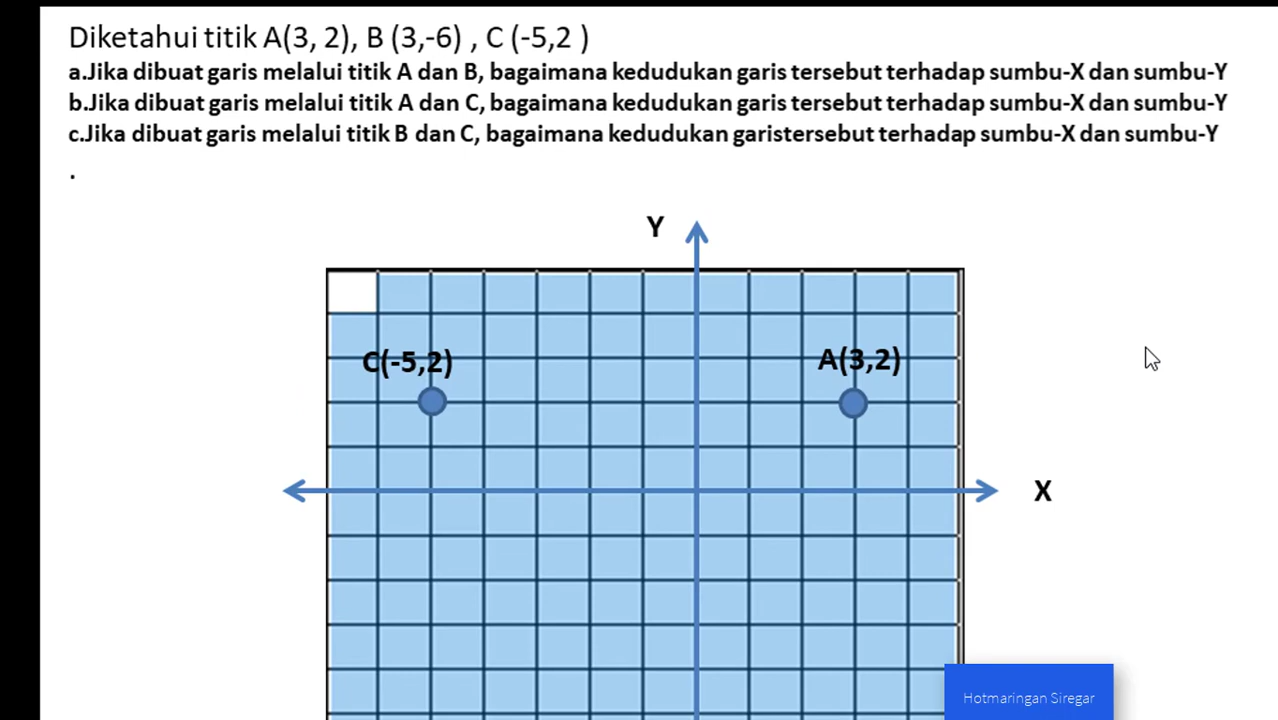 Diketahui titik A(3, 2), B (3,-6) , C (-5,2 )
a.Jika dibuat garis melalui titik A dan B, bagaimana kedudukan garis tersebut terhadap sumbu-X dan sumbu-Y
b.Jika dibuat garis melalui titik A dan C, bagaimana kedudukan garis tersebut terhadap sumbu-X dan sumbu-Y
c.Jika dibuat garis melalui titik B dan C, bagaimana kedudukan garistersebut terhadap sumbu-X dan sumbu-Y
.
Y
C(-5,2)
A(3,2)
X
Hotmaringan Siregar